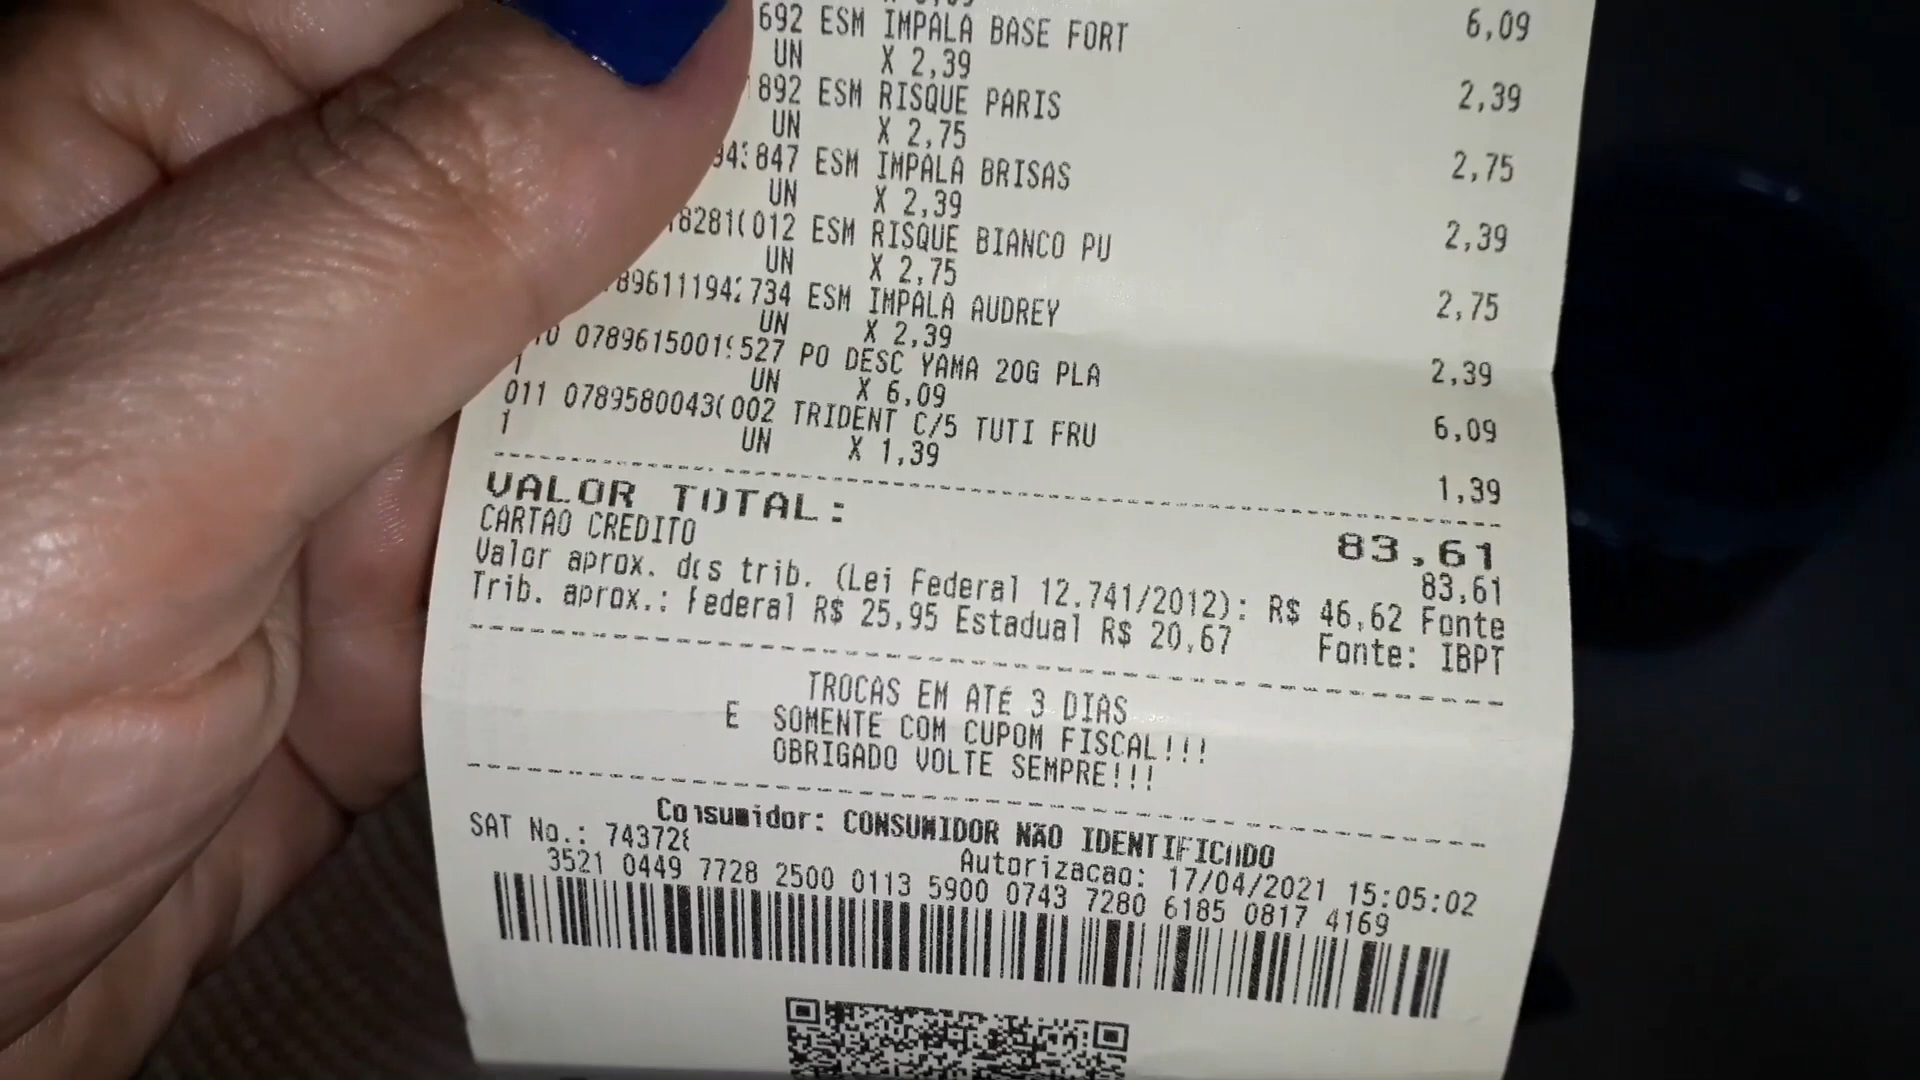 692 ESM IMPALA BASE FORT 6,09
UN X 2,39
892 ESM RISQUE PARIS 2,39
UN X 2,75
847 ESM IMPALA BRISAS 2,75
UN X 2,39
012 ESM RISQUE BIANCO PU 2,39
UN X 2,75
734 ESM IMPALA AUDREY 2,75
UN X 2,39
527 PO DESC YAMA 20G PLA 2,39
1 UN X 6,09
011 0789580043 002 TRIDENT C/5 TUTI FRU 6,09
1 UN X 1,39
1,39
VALOR TOTAL: 83,61
CARTAO CREDITO 83,61
Valor aprox. dos trib. (Lei Federal 12.741/2012): R$ 46,62 Fonte
Trib. aprox.: Federal R$ 25,95 Estadual R$ 20,67 Fonte: IBPT
TROCAS EM ATÉ 3 DIAS
E SOMENTE COM CUPOM FISCAL!!!
OBRIGADO VOLTE SEMPRE!!!
Consumidor: CONSUMIDOR NÃO IDENTIFICADO
SAT No.: 743728
Autorizacao: 17/04/2021 15:05:02
3521 0449 7728 2500 0113 5900 0743 7280 6185 0817 4169